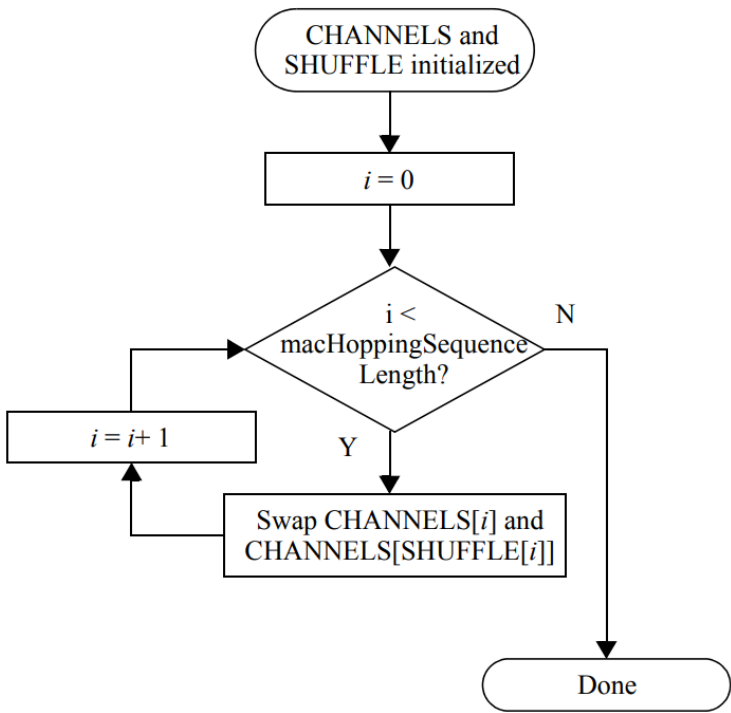 CHANNELS and
SHUFFLE initialized
i = 0
i <
macHoppingSequence
Length?
N
i = i+ 1
Y
Swap CHANNELS[i] and
CHANNELS[SHUFFLE[i]]
Done